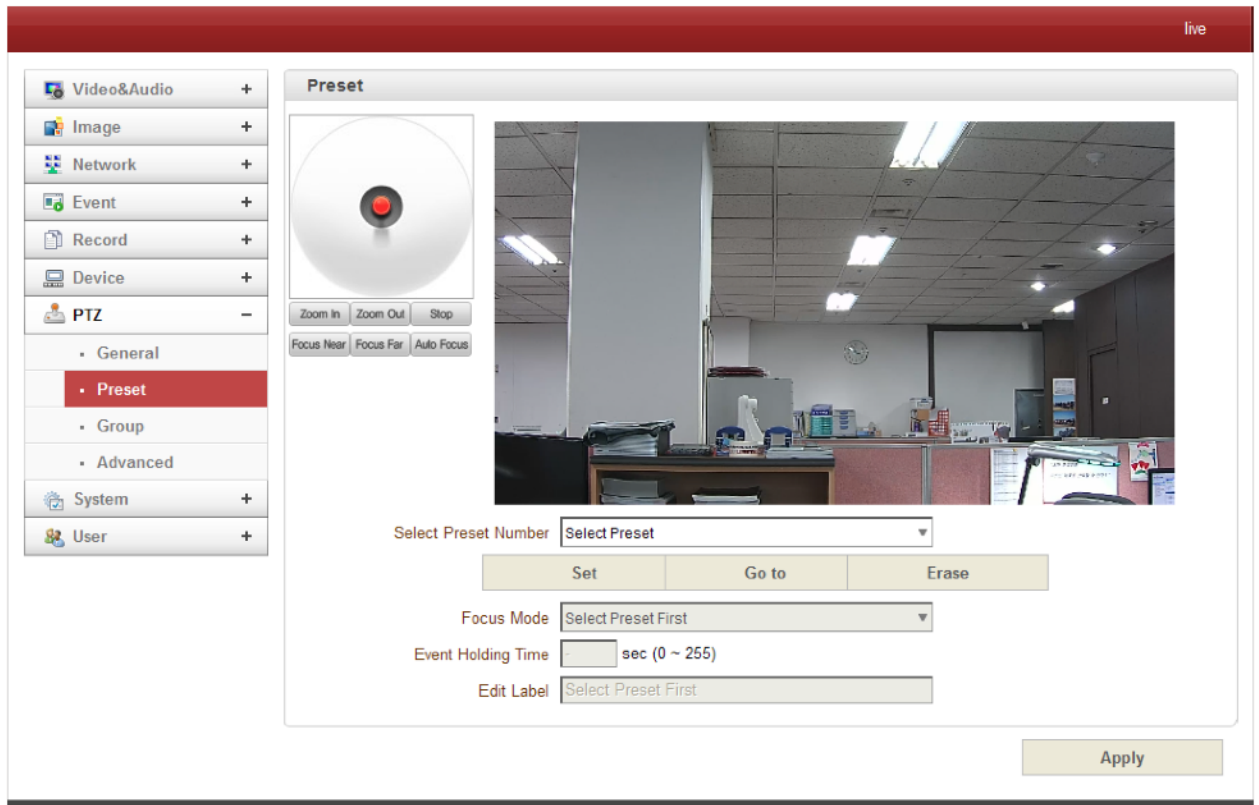 live
Video&Audio +
Image +
Network +
Event +
Record +
Device +
PTZ −
General
Preset
Group
Advanced
System +
User +
Preset
Zoom In Zoom Out Stop
Focus Near Focus Far Auto Focus
Select Preset Number Select Preset
Set Go to Erase
Focus Mode Select Preset First
Event Holding Time - sec (0 ~ 255)
Edit Label Select Preset First
Apply